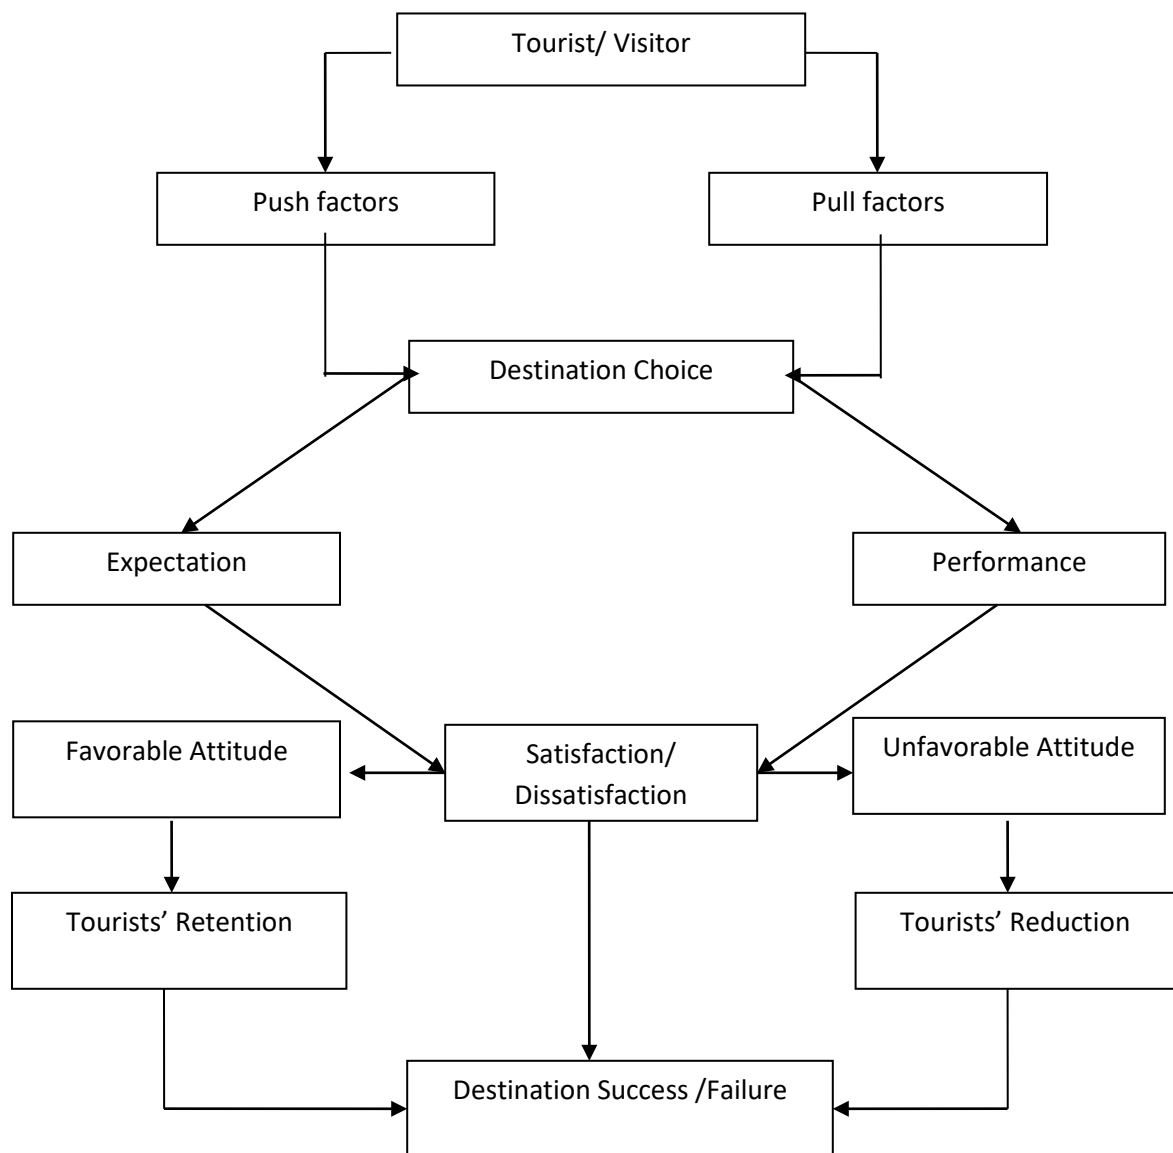 Tourist/ Visitor
Push factors
Pull factors
Destination Choice
Expectation
Performance
Favorable Attitude
Satisfaction/
Dissatisfaction
Unfavorable Attitude
Tourists’ Retention
Tourists’ Reduction
Destination Success /Failure